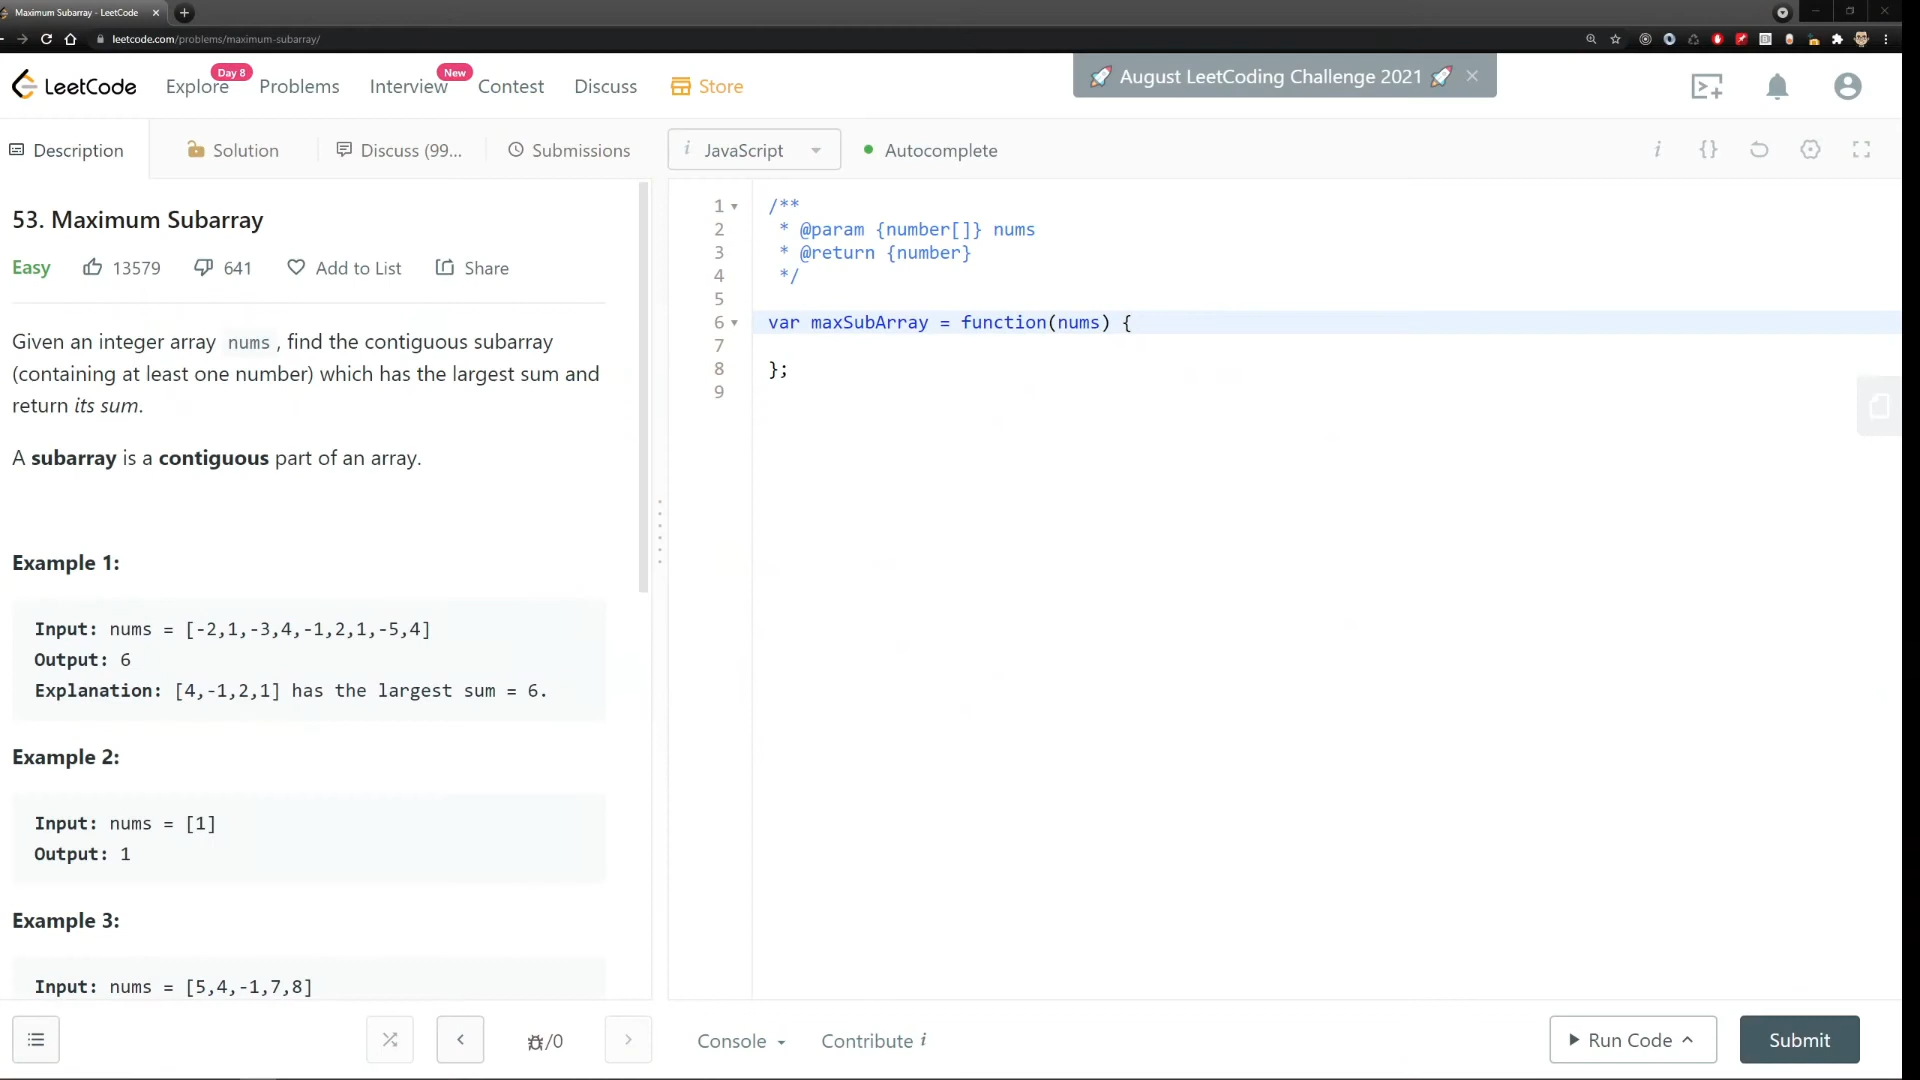 Maximum Subarray - LeetCode
leetcode.com/problems/maximum-subarray/
LeetCode
Explore
Day 8
Problems
Interview
New
Contest
Discuss
Store
🚀 August LeetCoding Challenge 2021 🚀
Description
Solution
Discuss (99...
Submissions
i JavaScript
Autocomplete
53. Maximum Subarray
Easy
13579
641
Add to List
Share
Given an integer array nums, find the contiguous subarray
(containing at least one number) which has the largest sum and
return its sum.
A subarray is a contiguous part of an array.
Example 1:
Input: nums = [-2,1,-3,4,-1,2,1,-5,4]
Output: 6
Explanation: [4,-1,2,1] has the largest sum = 6.
Example 2:
Input: nums = [1]
Output: 1
Example 3:
Input: nums = [5,4,-1,7,8]
1 /**
2  * @param {number[]} nums
3  * @return {number}
4  */
5
6 var maxSubArray = function(nums) {
7
8 };
9
/0
Console
Contribute i
Run Code
Submit